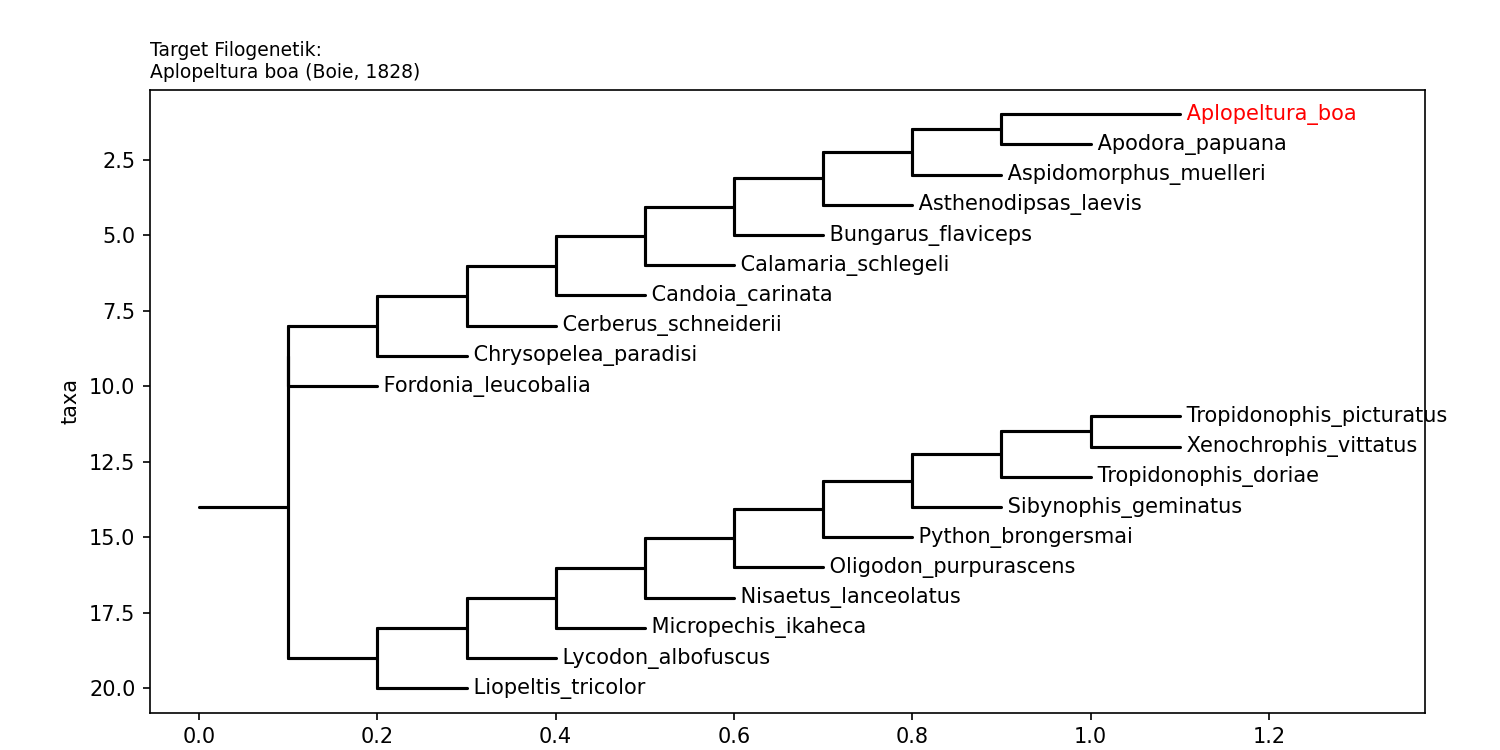 Target Filogenetik:
Aplopeltura boa (Boie, 1828)
Aplopeltura_boa
Apodora_papuana
2.5
Aspidomorphus_muelleri
Asthenodipsas_laevis
5.0
Bungarus_flaviceps
Calamaria_schlegeli
Candoia_carinata
7.5
Cerberus_schneiderii
Chrysopelea_paradisi
taxa
10.0
Fordonia_leucobalia
Tropidonophis_picturatus
Xenochrophis_vittatus
12.5
Tropidonophis_doriae
Sibynophis_geminatus
15.0
Python_brongersmai
Oligodon_purpurascens
Nisaetus_lanceolatus
17.5
Micropechis_ikaheca
Lycodon_albofuscus
20.0
Liopeltis_tricolor
0.0 0.2 0.4 0.6 0.8 1.0 1.2